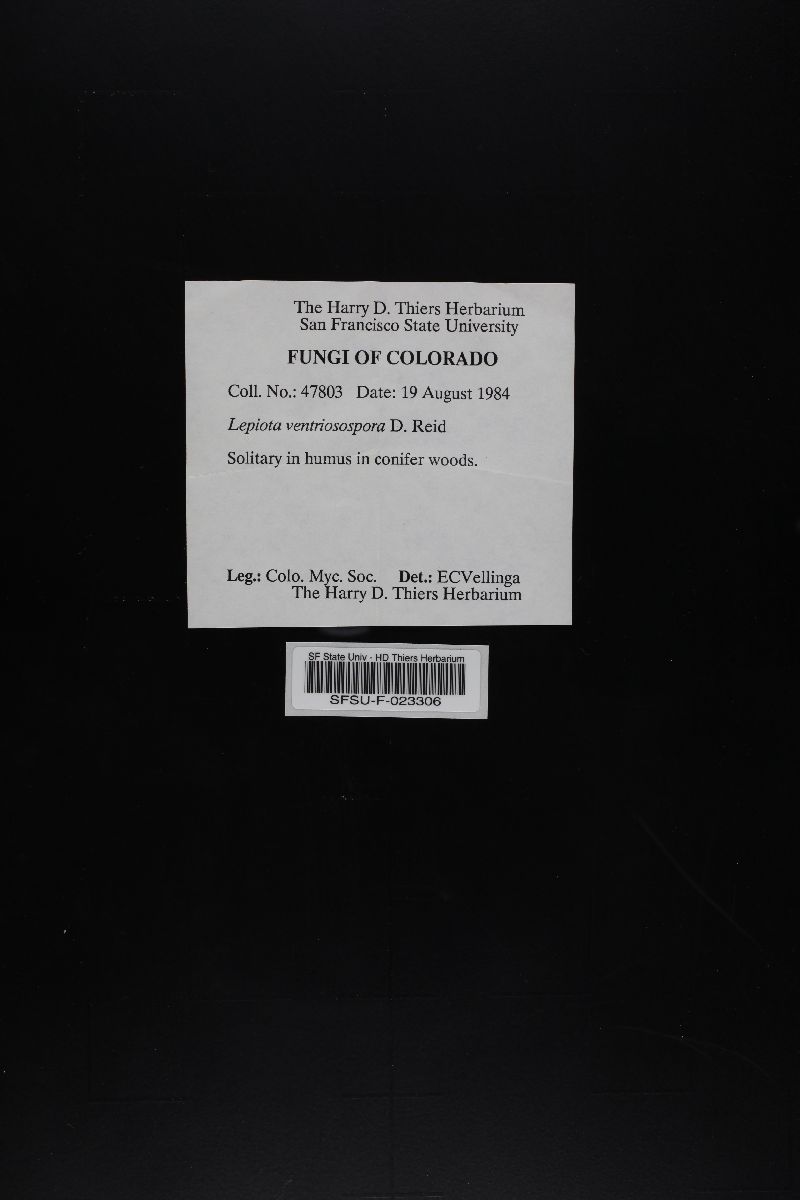 The Harry D. Thiers Herbarium
San Francisco State University
FUNGI OF COLORADO
Coll. No.: 47803 Date: 19 August 1984
Lepiota ventriosospora D. Reid
Solitary in humus in conifer woods.
Leg.: Colo. Myc. Soc. Det.: ECVellinga
The Harry D. Thiers Herbarium
SF State Univ - HD Thiers Herbarium
SFSU-F-023306